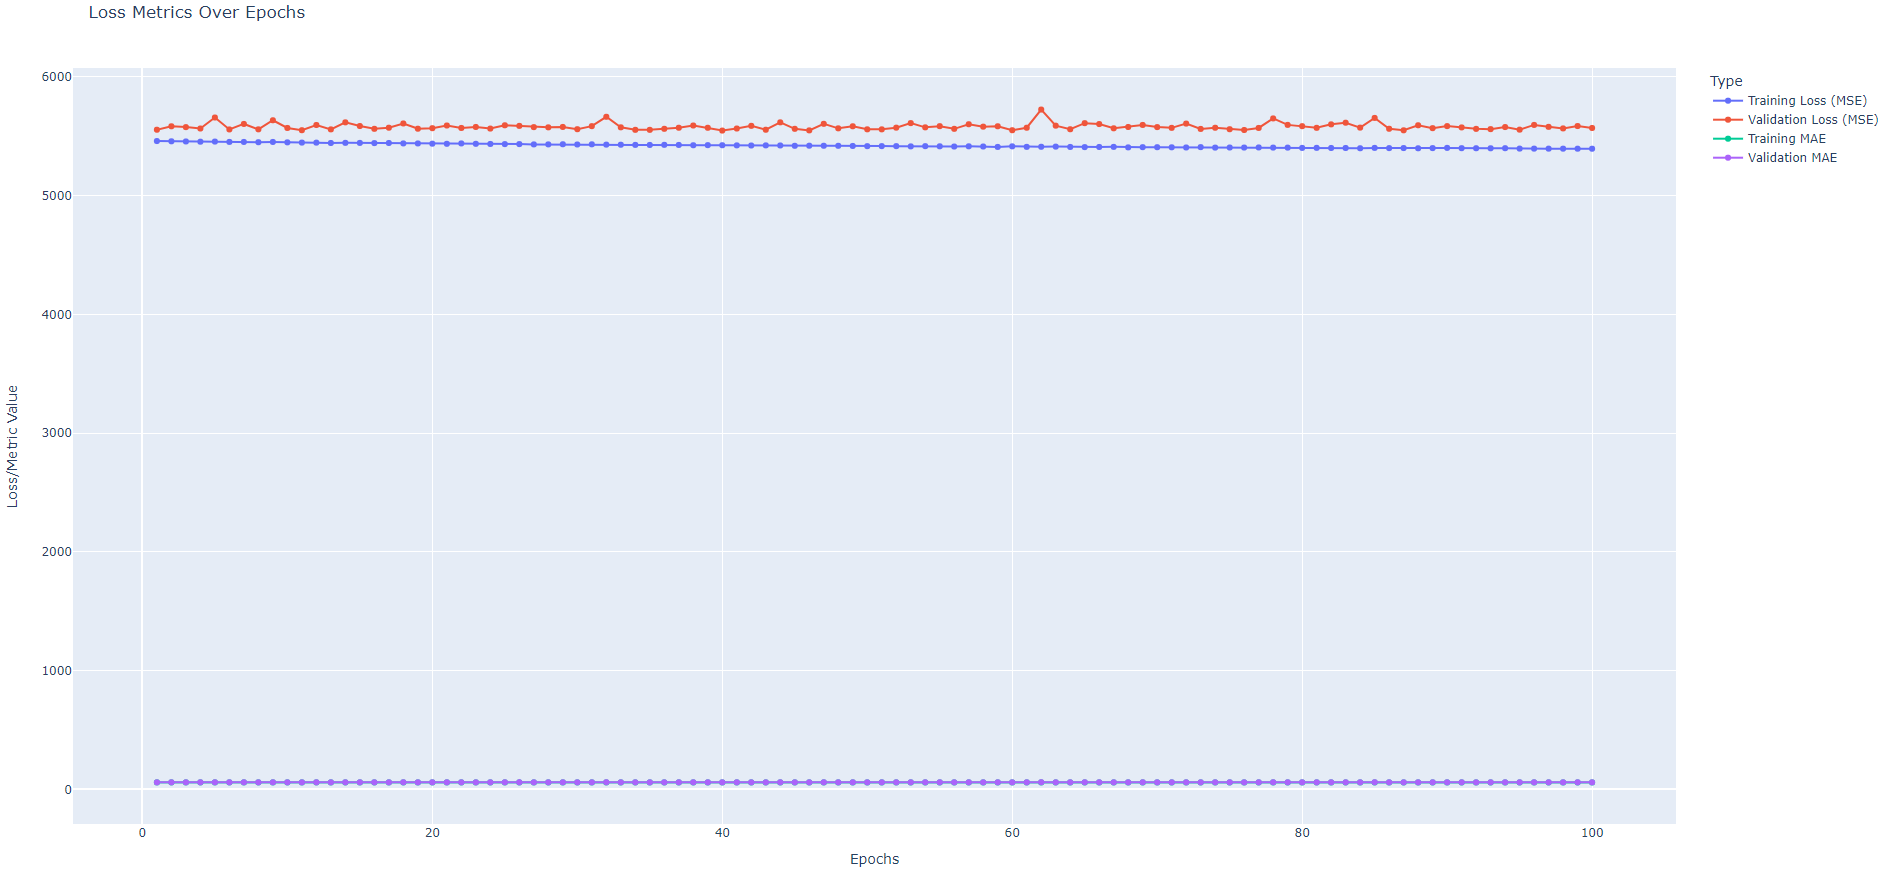 Loss Metrics Over Epochs
Type
Training Loss (MSE)
Validation Loss (MSE)
Training MAE
Validation MAE
Loss/Metric Value
6000
5000
4000
3000
2000
1000
0
0 20 40 60 80 100
Epochs